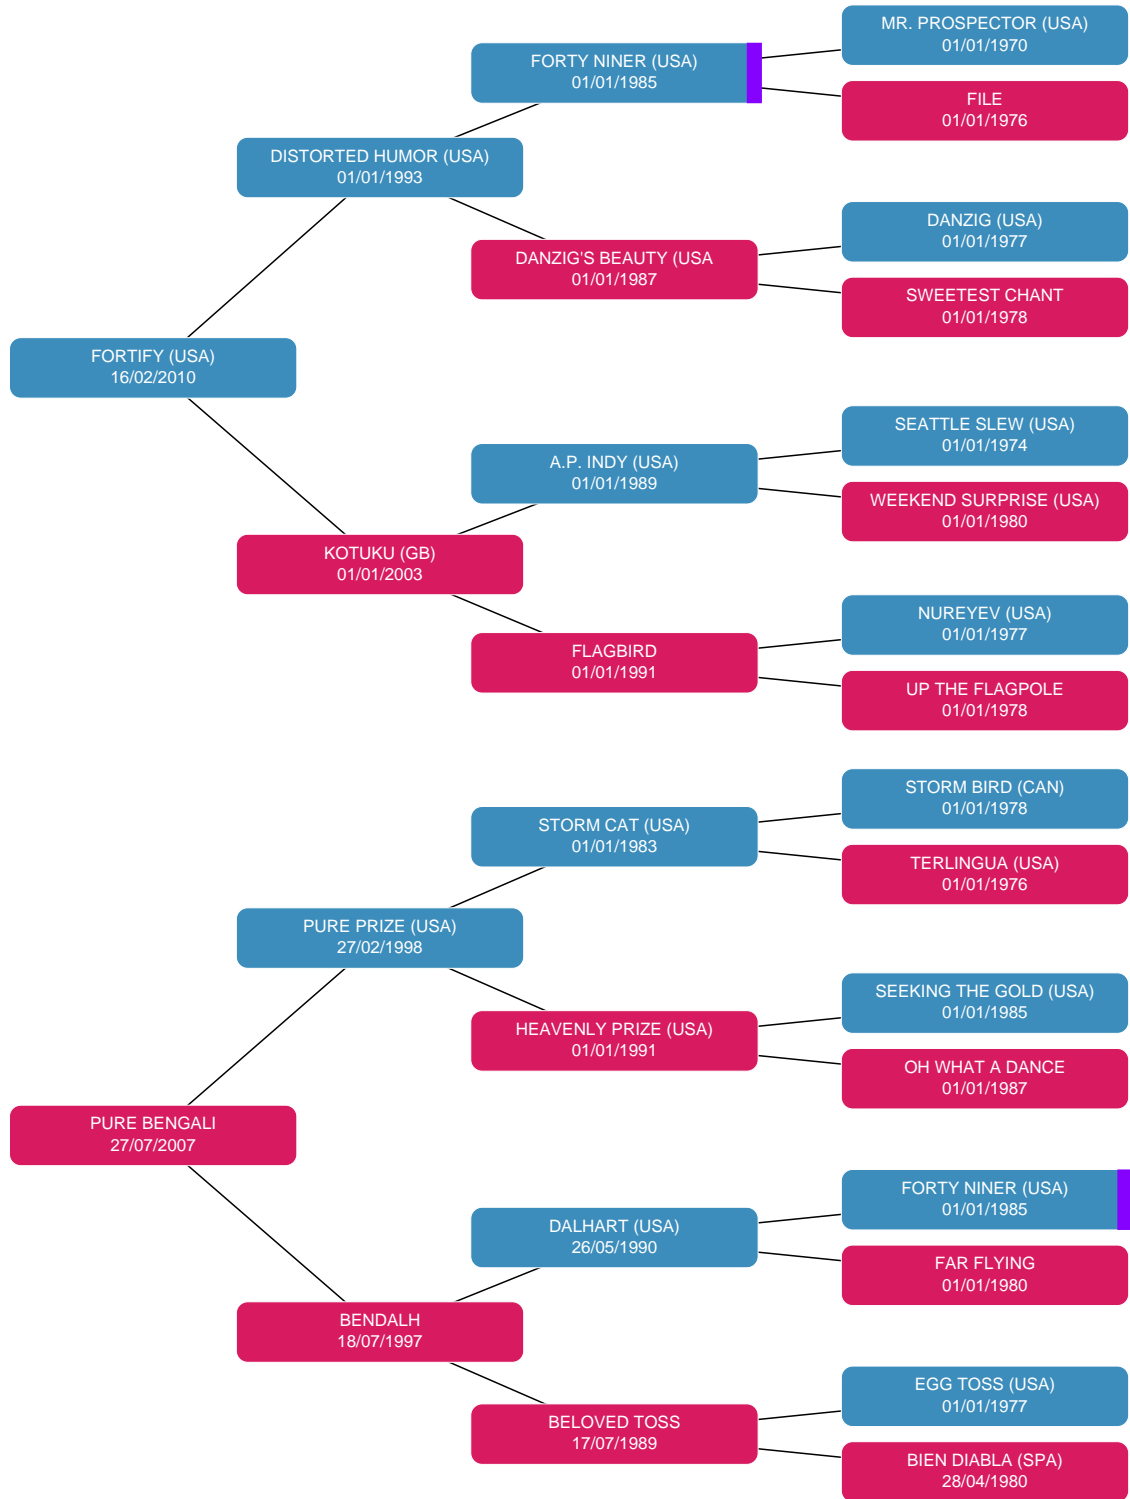 MR. PROSPECTOR (USA)
01/01/1970
FORTY NINER (USA)
01/01/1985
FILE
01/01/1976
DISTORTED HUMOR (USA)
01/01/1993
DANZIG (USA)
01/01/1977
DANZIG'S BEAUTY (USA
01/01/1987
SWEETEST CHANT
01/01/1978
FORTIFY (USA)
16/02/2010
SEATTLE SLEW (USA)
01/01/1974
A.P. INDY (USA)
01/01/1989
WEEKEND SURPRISE (USA)
01/01/1980
KOTUKU (GB)
01/01/2003
NUREYEV (USA)
01/01/1977
FLAGBIRD
01/01/1991
UP THE FLAGPOLE
01/01/1978
STORM BIRD (CAN)
01/01/1978
STORM CAT (USA)
01/01/1983
TERLINGUA (USA)
01/01/1976
PURE PRIZE (USA)
27/02/1998
SEEKING THE GOLD (USA)
01/01/1985
HEAVENLY PRIZE (USA)
01/01/1991
OH WHAT A DANCE
01/01/1987
PURE BENGALI
27/07/2007
FORTY NINER (USA)
01/01/1985
DALHART (USA)
26/05/1990
FAR FLYING
01/01/1980
BENDALH
18/07/1997
EGG TOSS (USA)
01/01/1977
BELOVED TOSS
17/07/1989
BIEN DIABLA (SPA)
28/04/1980